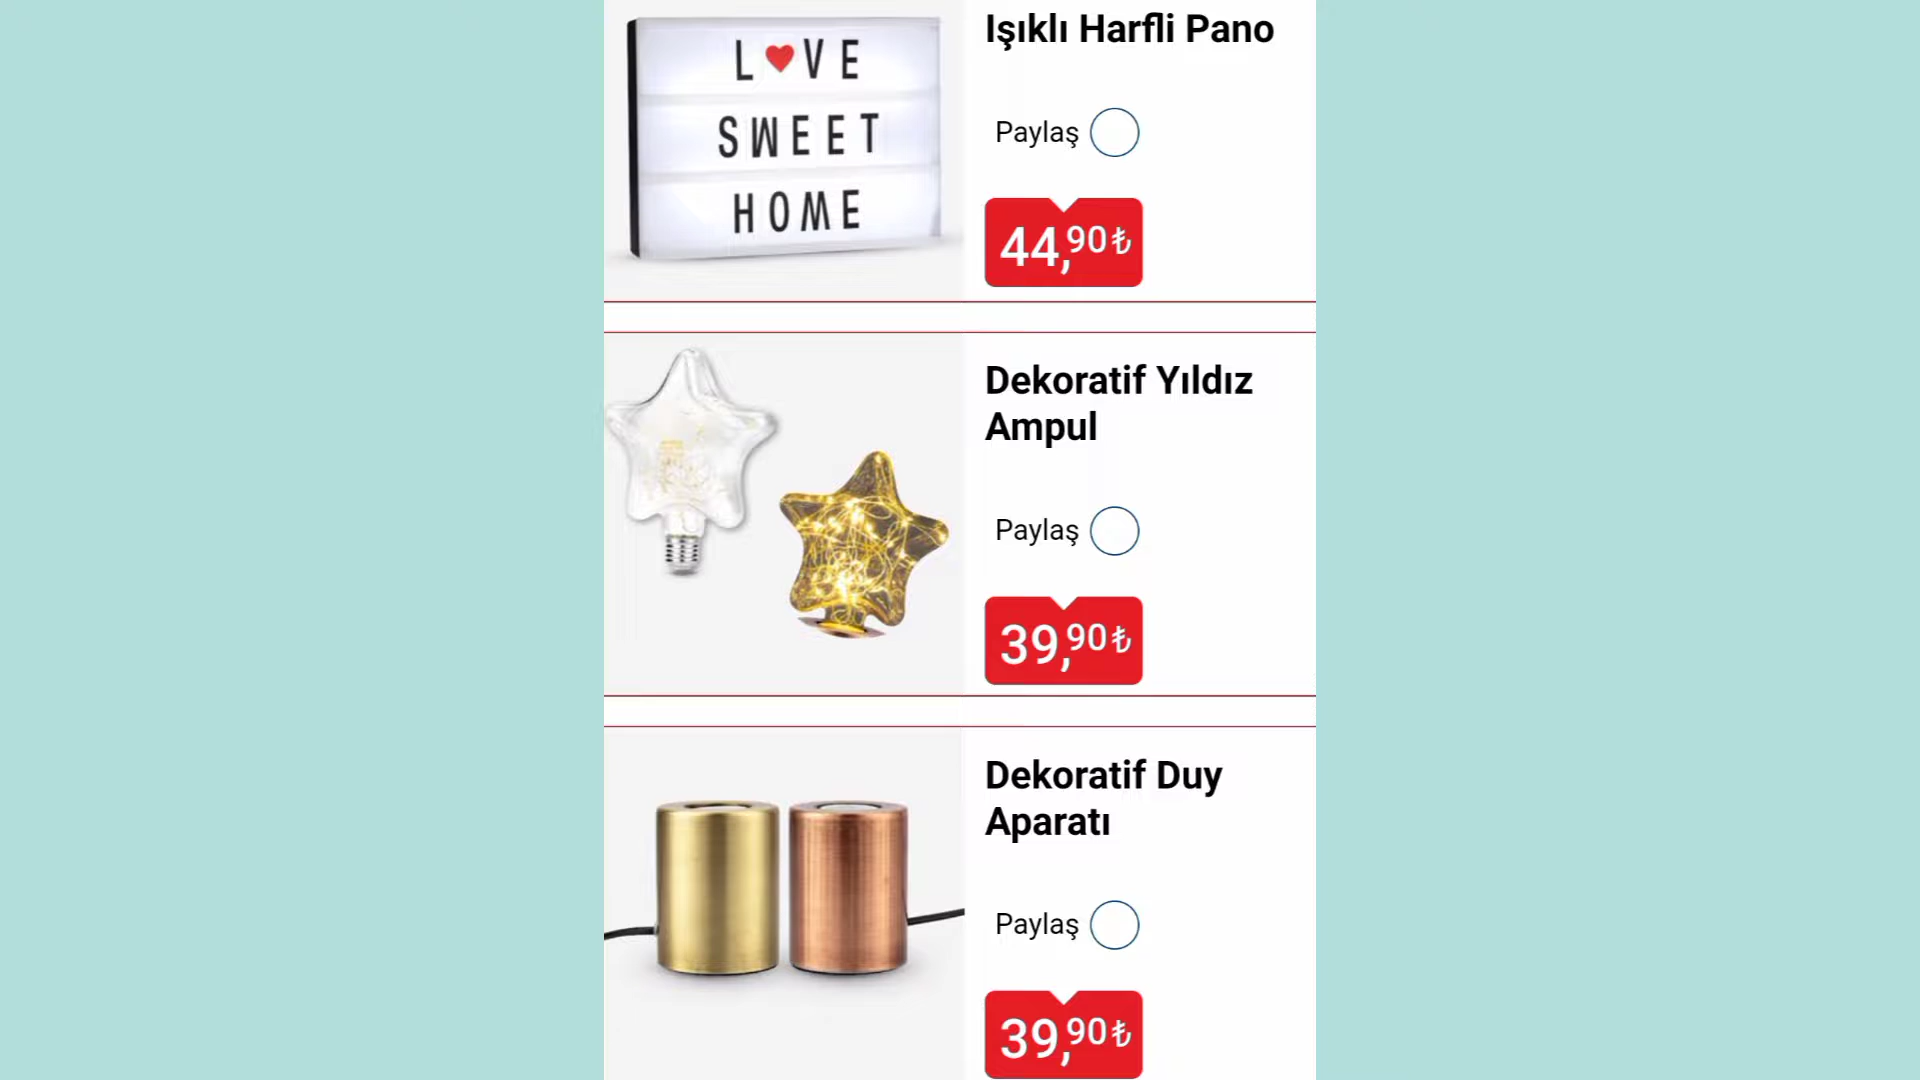 L❤VE
SWEET
HOME
Işıklı Harfli Pano
Paylaş
44,90₺
Dekoratif Yıldız
Ampul
Paylaş
39,90₺
Dekoratif Duy
Aparatı
Paylaş
39,90₺